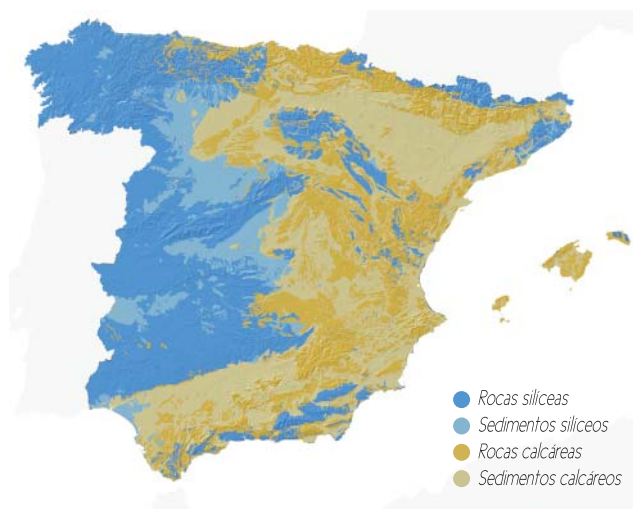 Rocas silíceas
Sedimentos silíceos
Rocas calcáreas
Sedimentos calcáreos